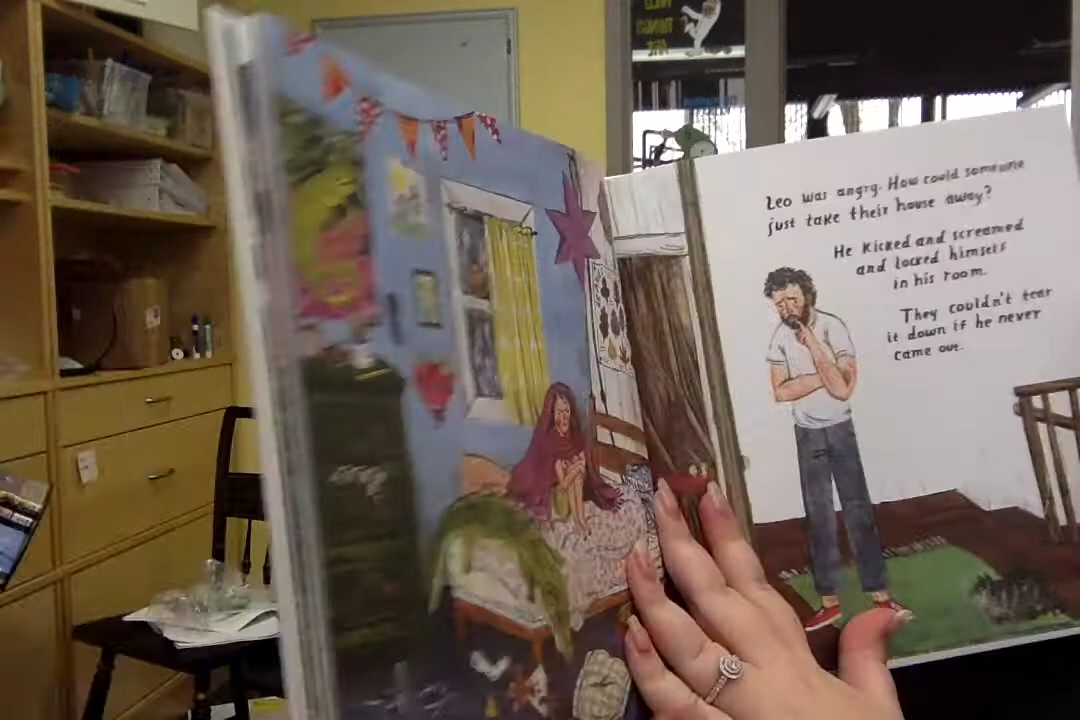 Leo was angry. How could someone
just take their house away?
He kicked and screamed
and locked himself
in his room.
They couldn't tear
it down if he never
came out.